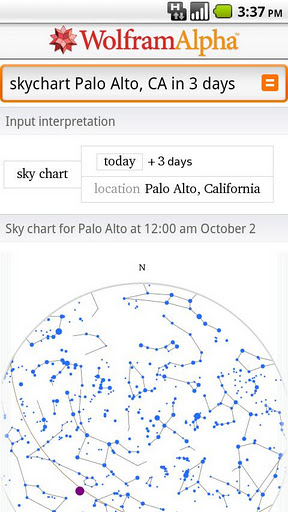 H 3:37 PM
WolframAlpha
skychart Palo Alto, CA in 3 days
Input interpretation
sky chart today + 3 days
location Palo Alto, California
Sky chart for Palo Alto at 12:00 am October 2
N